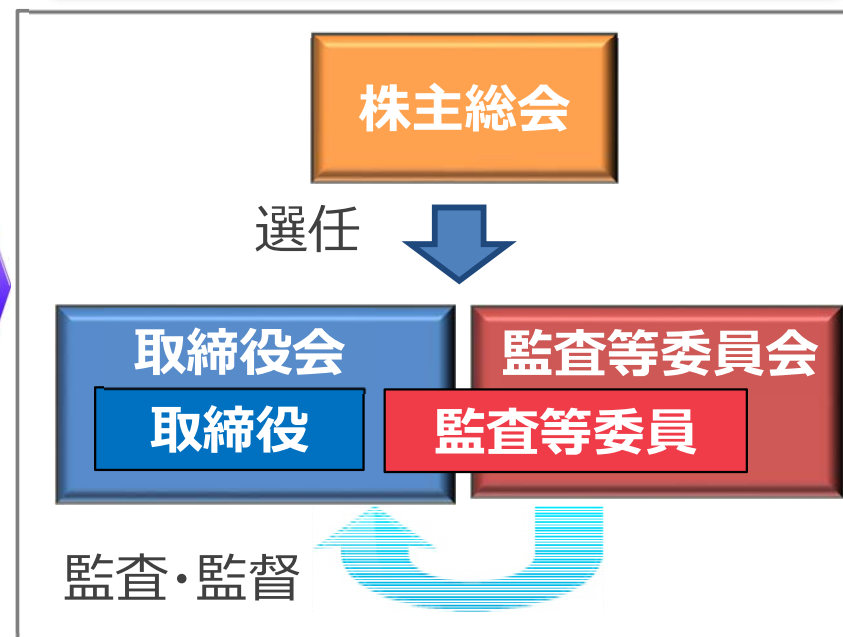 株主総会
選任
取締役会
監査等委員会
取締役
監査等委員
監査・監督